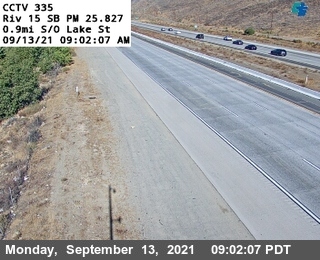 CCTV 335
Riv 15 SB PM 25.827
0.9mi S/O Lake St
09/13/21 09:02:07 AM
Monday, September 13, 2021 09:02:07 PDT